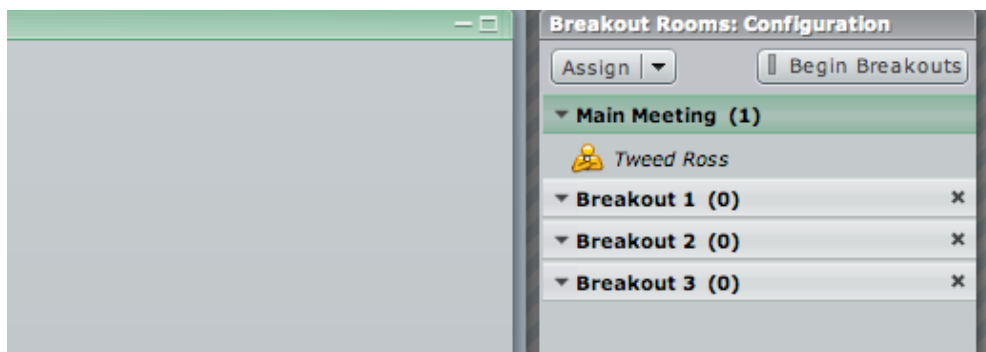 Breakout Rooms: Configuration
Assign Begin Breakouts
Main Meeting (1)
Tweed Ross
Breakout 1 (0)
Breakout 2 (0)
Breakout 3 (0)